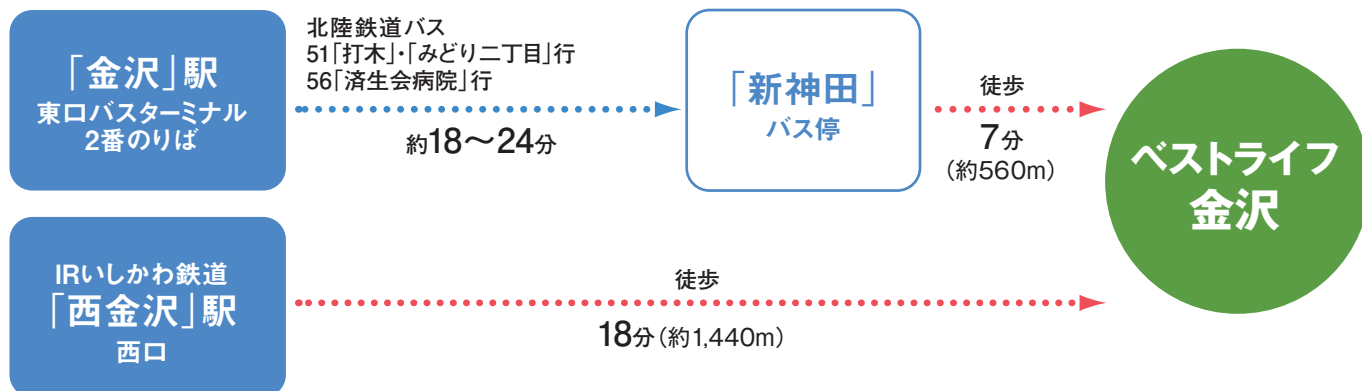 「金沢」駅
東口バスターミナル
2番のりば
北陸鉄道バス
51「打木」・「みどり二丁目」行
56「済生会病院」行
約18〜24分
「新神田」
バス停
徒歩
7分
(約560m)
ベストライフ
金沢
IRいしかわ鉄道
「西金沢」駅
西口
徒歩
18分(約1,440m)